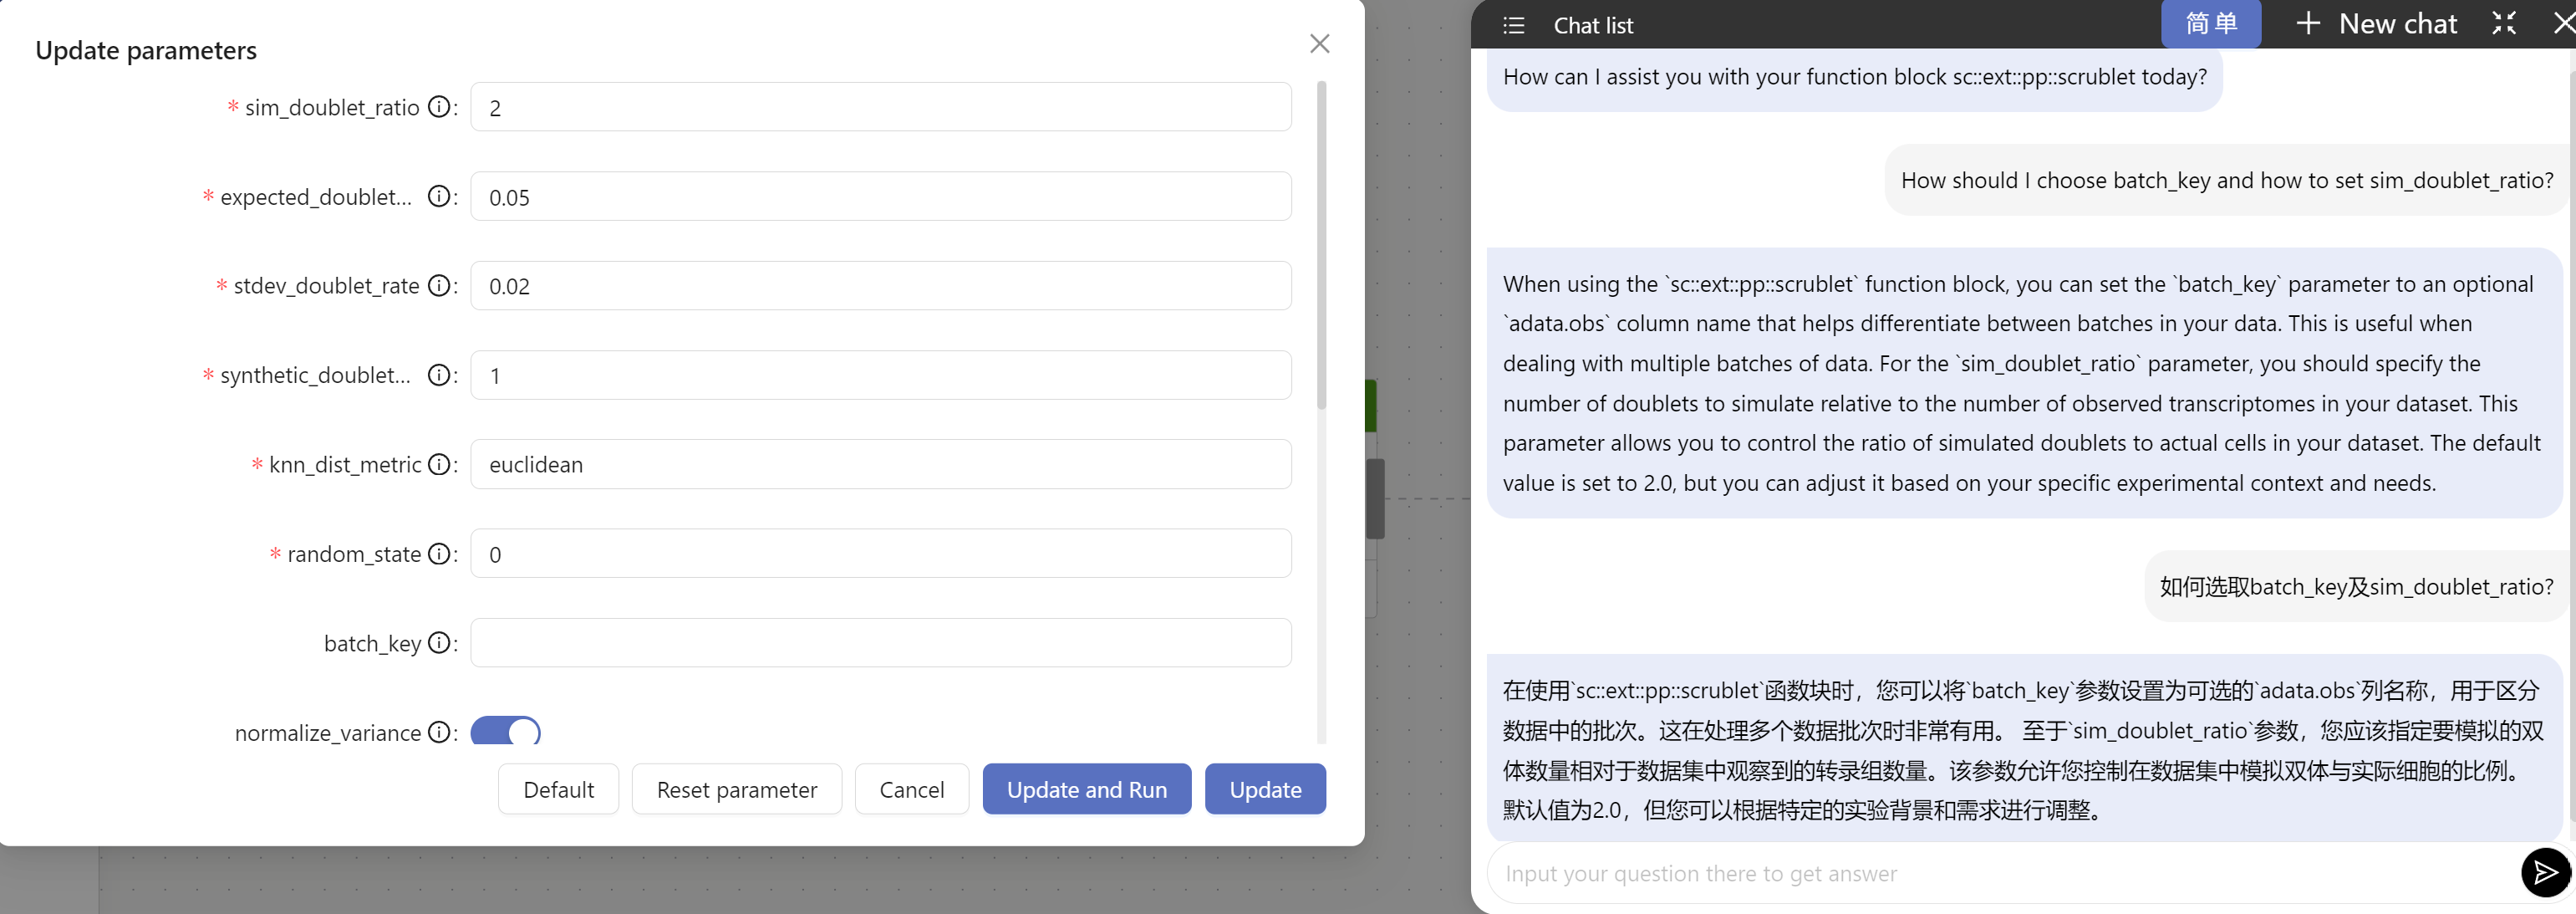 Update parameters
* sim_doublet_ratio : 2
* expected_doublet... : 0.05
* stdev_doublet_rate : 0.02
* synthetic_doublet... : 1
* knn_dist_metric : euclidean
* random_state : 0
batch_key :
normalize_variance :
Default Reset parameter Cancel Update and Run Update
Chat list 简单 + New chat
How can I assist you with your function block sc::ext::pp::scrublet today?
How should I choose batch_key and how to set sim_doublet_ratio?
When using the `sc::ext::pp::scrublet` function block, you can set the `batch_key` parameter to an optional
`adata.obs` column name that helps differentiate between batches in your data. This is useful when
dealing with multiple batches of data. For the `sim_doublet_ratio` parameter, you should specify the
number of doublets to simulate relative to the number of observed transcriptomes in your dataset. This
parameter allows you to control the ratio of simulated doublets to actual cells in your dataset. The default
value is set to 2.0, but you can adjust it based on your specific experimental context and needs.
如何选取batch_key及sim_doublet_ratio?
在使用`sc::ext::pp::scrublet`函数块时，您可以将`batch_key`参数设置为可选的`adata.obs`列名称，用于区分
数据中的批次。这在处理多个数据批次时非常有用。 至于`sim_doublet_ratio`参数，您应该指定要模拟的双
体数量相对于数据集中观察到的转录组数量。该参数允许您控制在数据集中模拟双体与实际细胞的比例。
默认值为2.0，但您可以根据特定的实验背景和需求进行调整。
Input your question there to get answer